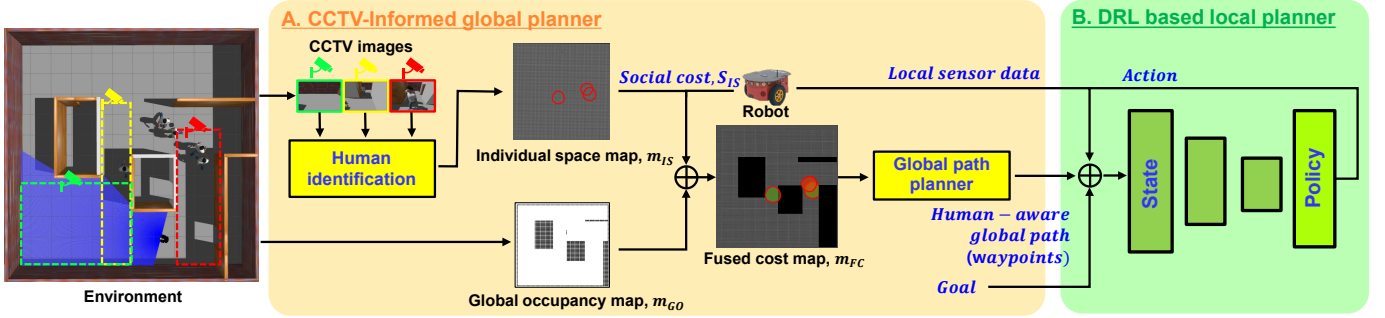 A. CCTV-Informed global planner
B. DRL based local planner
CCTV images
Social cost, S_IS
Local sensor data
Action
Robot
Human
identification
Individual space map, m_IS
Global path
planner
State
Policy
Human-aware
global path
(waypoints)
Fused cost map, m_FC
Goal
Environment
Global occupancy map, m_GO